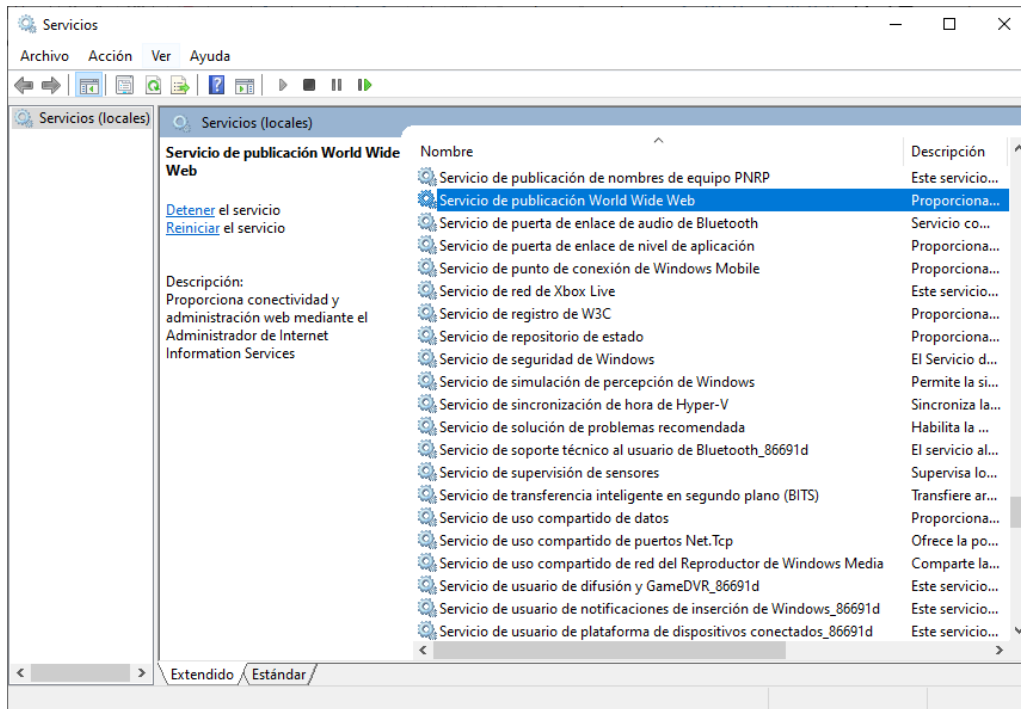 Servicios
Archivo Acción Ver Ayuda
Servicios (locales)
Servicios (locales)
Servicio de publicación World Wide
Web
Detener el servicio
Reiniciar el servicio
Descripción:
Proporciona conectividad y
administración web mediante el
Administrador de Internet
Information Services
Nombre Descripción
Servicio de publicación de nombres de equipo PNRP Este servicio...
Servicio de publicación World Wide Web Proporciona...
Servicio de puerta de enlace de audio de Bluetooth Servicio co...
Servicio de puerta de enlace de nivel de aplicación Proporciona...
Servicio de punto de conexión de Windows Mobile Proporciona...
Servicio de red de Xbox Live Este servicio...
Servicio de registro de W3C Proporciona...
Servicio de repositorio de estado Proporciona...
Servicio de seguridad de Windows El Servicio d...
Servicio de simulación de percepción de Windows Permite la si...
Servicio de sincronización de hora de Hyper-V Sincroniza la...
Servicio de solución de problemas recomendada Habilita la ...
Servicio de soporte técnico al usuario de Bluetooth_86691d El servicio al...
Servicio de supervisión de sensores Supervisa lo...
Servicio de transferencia inteligente en segundo plano (BITS) Transfiere ar...
Servicio de uso compartido de datos Proporciona...
Servicio de uso compartido de puertos Net.Tcp Ofrece la po...
Servicio de uso compartido de red del Reproductor de Windows Media Comparte la...
Servicio de usuario de difusión y GameDVR_86691d Este servicio...
Servicio de usuario de notificaciones de inserción de Windows_86691d Este servicio...
Servicio de usuario de plataforma de dispositivos conectados_86691d Este servicio...
Extendido Estándar